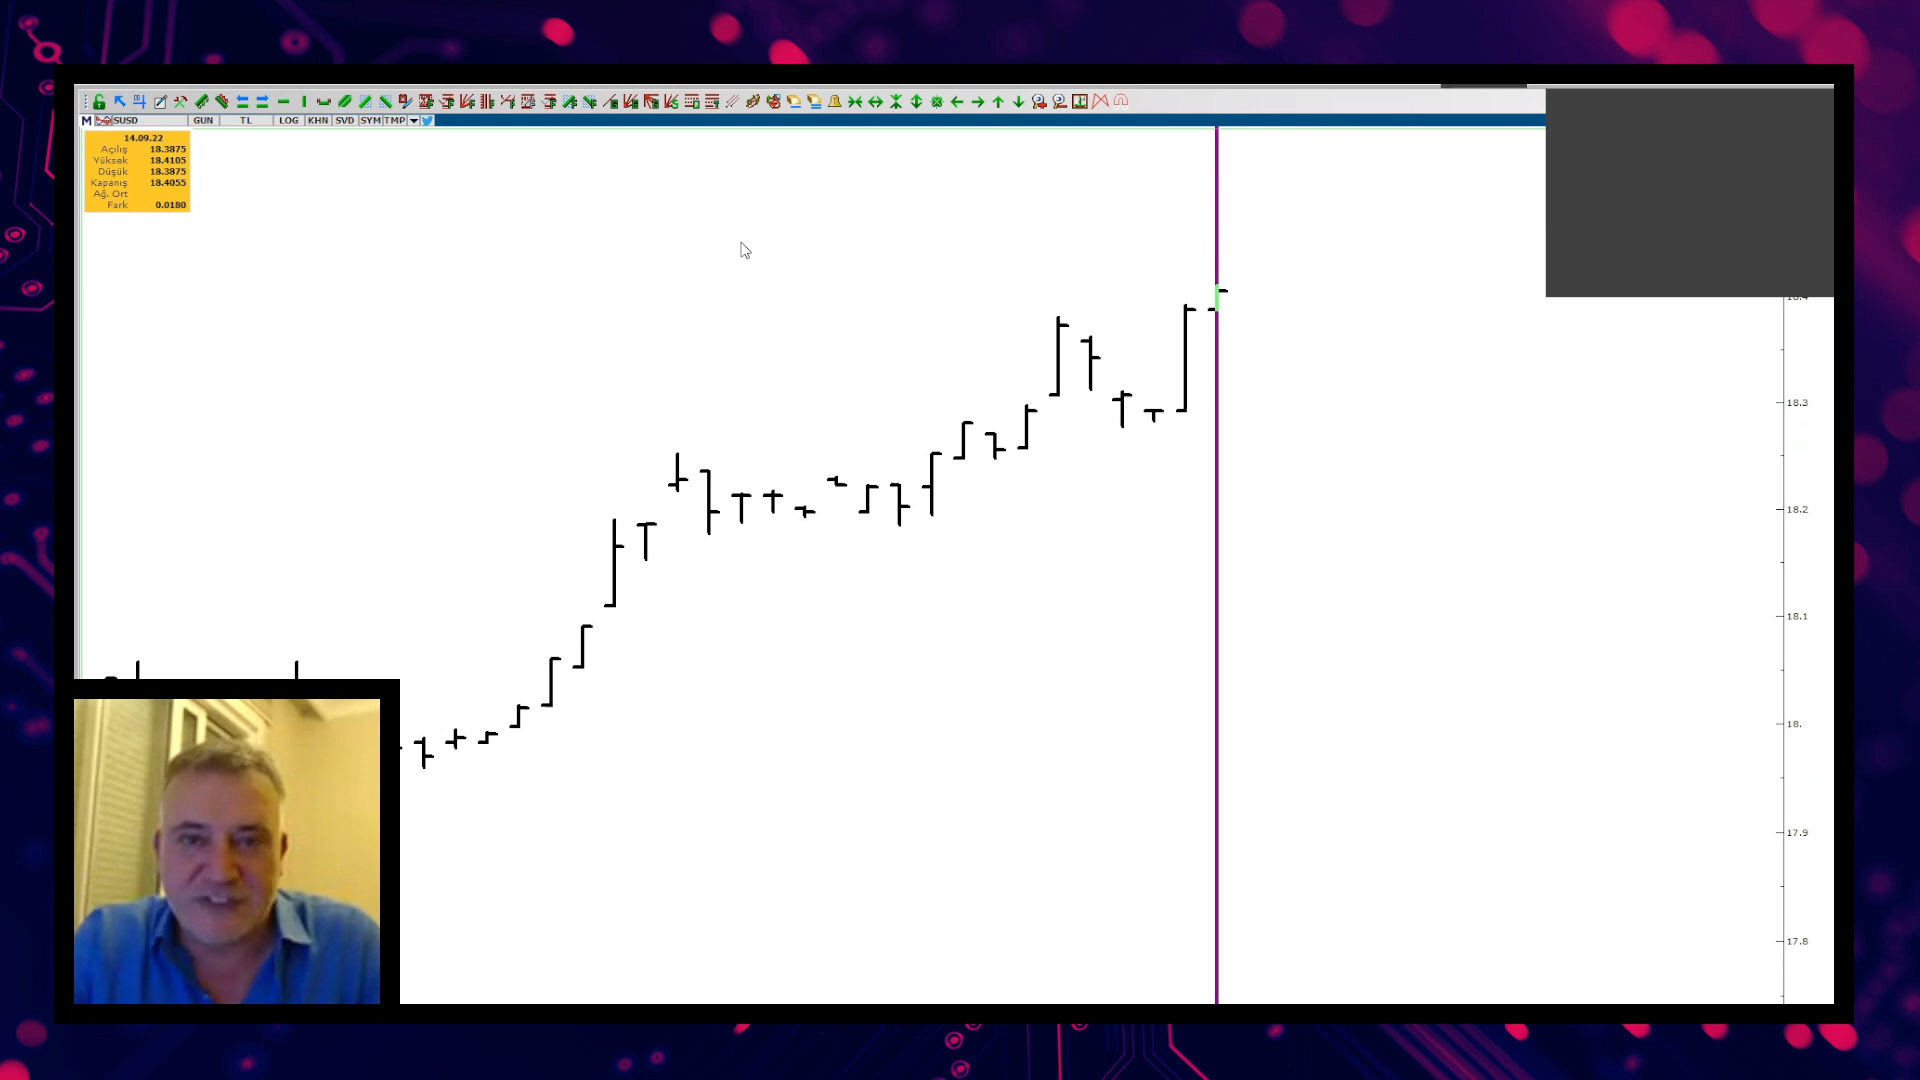 M SUSD GUN TL LOG KHN SVD SYM TMP
14.09.22
Açılış 18.3875
Yüksek 18.4105
Düşük 18.3875
Kapanış 18.4055
Ağ. Ort
Fark 0.0180
18.4
18.3
18.2
18.1
18.
17.9
17.8